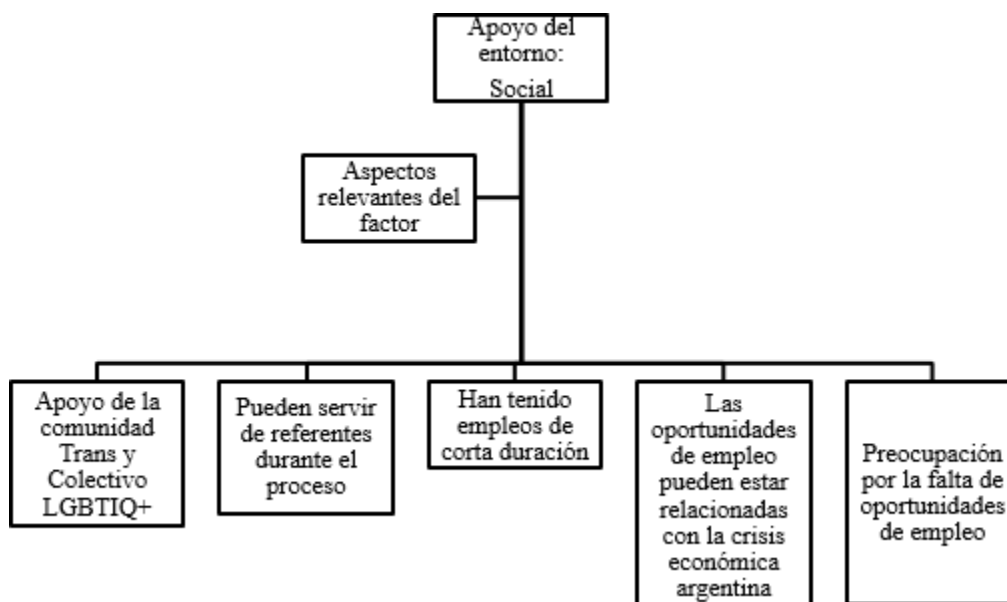 Apoyo del
entorno:
Social
Aspectos
relevantes del
factor
Apoyo de la
comunidad
Trans y
Colectivo
LGBTIQ+
Pueden servir
de referentes
durante el
proceso
Han tenido
empleos de
corta duración
Las
oportunidades
de empleo
pueden estar
relacionadas
con la crisis
económica
argentina
Preocupación
por la falta de
oportunidades
de empleo